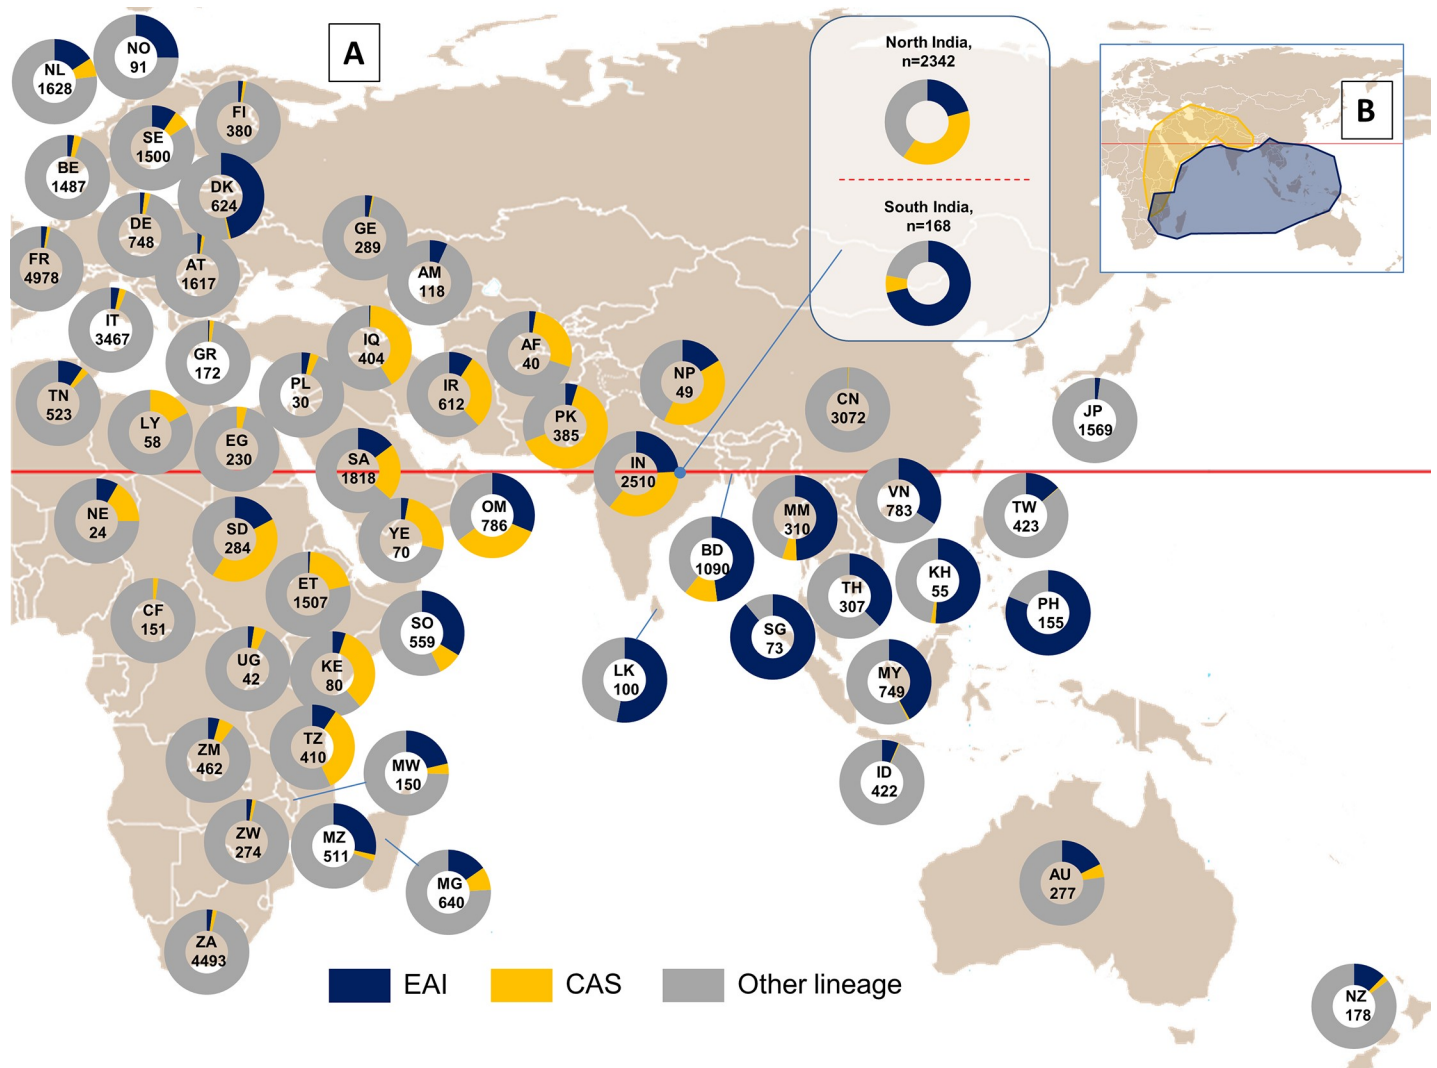 A
North India,
n=2342
South India,
n=168
B
NO
91
NL
1628
FI
380
SE
1500
BE
1487
DK
624
DE
748
GE
289
FR
4978
AT
1617
AM
118
IT
3467
GR
172
IQ
404
AF
40
PL
30
IR
612
NP
49
TN
523
LY
58
EG
230
PK
385
CN
3072
JP
1569
SA
1818
IN
2510
NE
24
SD
284
YE
70
OM
786
MM
310
VN
783
TW
423
BD
1090
ET
1507
CF
151
TH
307
KH
55
PH
155
SO
559
SG
73
UG
42
KE
80
LK
100
MY
749
ZM
462
TZ
410
MW
150
ID
422
ZW
274
MZ
511
MG
640
AU
277
ZA
4493
EAI
CAS
Other lineage
NZ
178